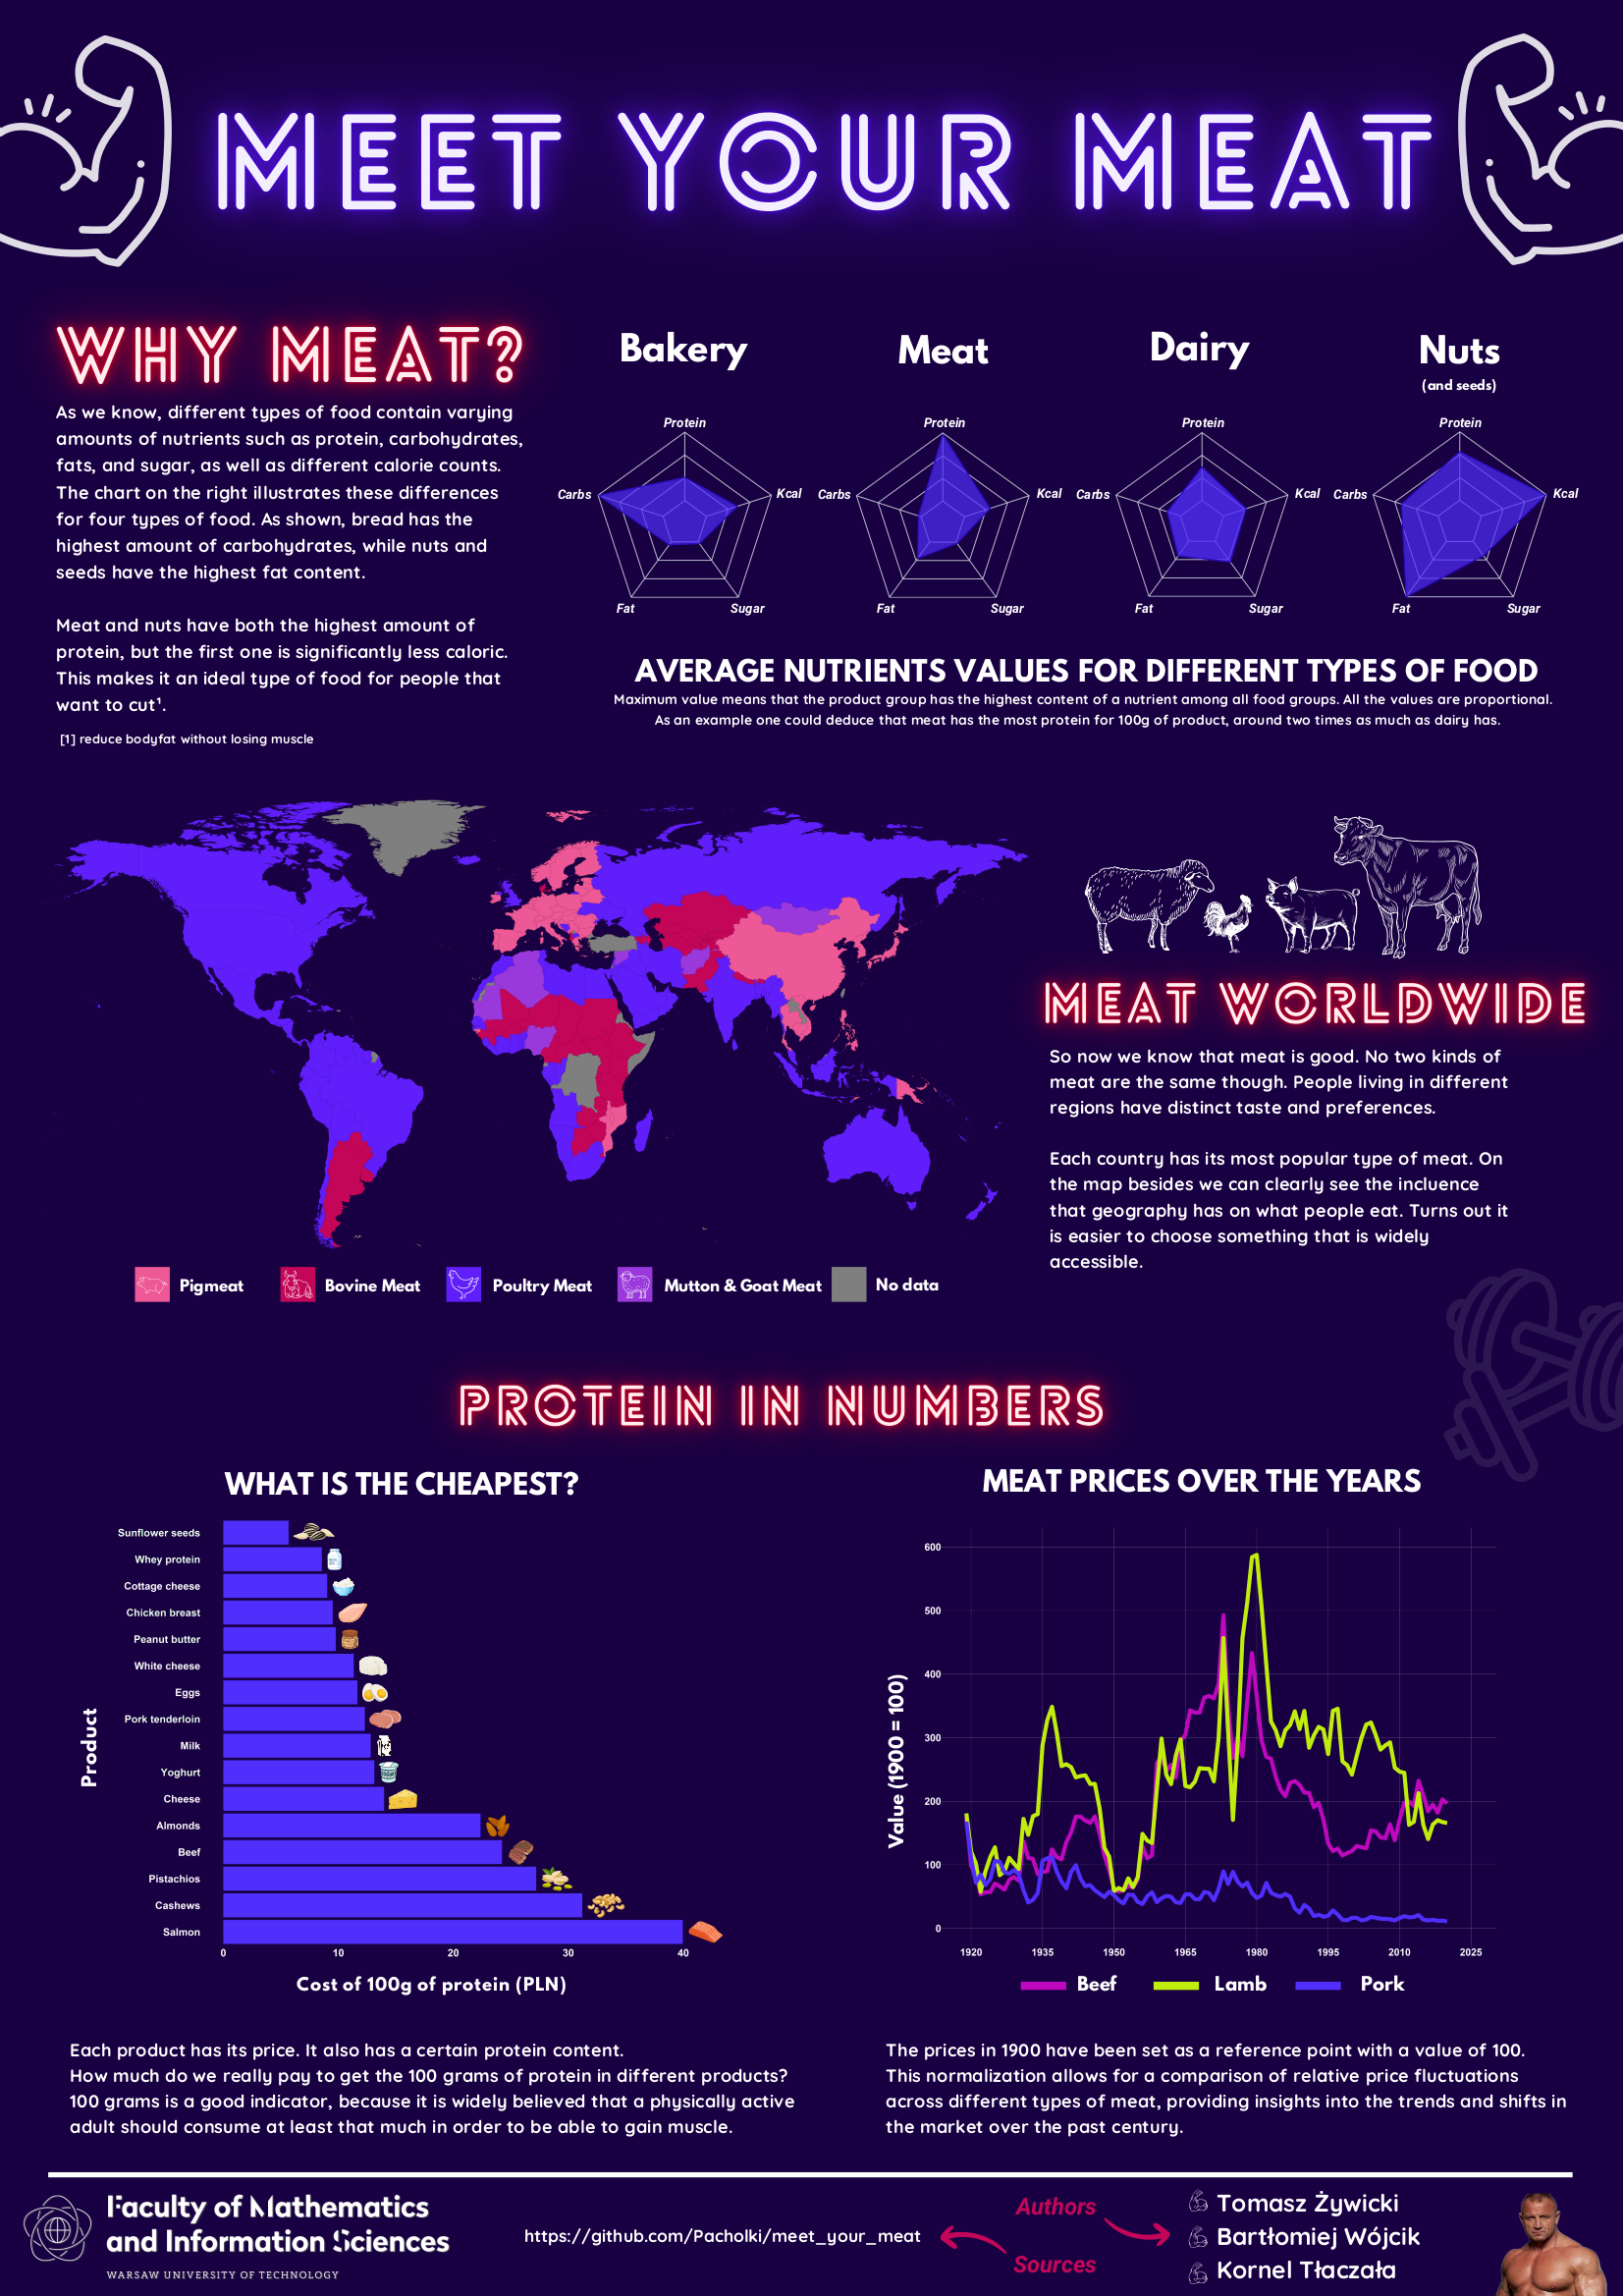 MEET YOUR MEAT
WHY MEAT?
As we know, different types of food contain varying
amounts of nutrients such as protein, carbohydrates,
fats, and sugar, as well as different calorie counts.
The chart on the right illustrates these differences
for four types of food. As shown, bread has the
highest amount of carbohydrates, while nuts and
seeds have the highest fat content.
Meat and nuts have both the highest amount of
protein, but the first one is significantly less caloric.
This makes it an ideal type of food for people that
want to cut¹.
[1] reduce bodyfat without losing muscle
Bakery
Protein
Carbs
Kcal
Fat
Sugar
Meat
Protein
Carbs
Kcal
Fat
Sugar
Dairy
Protein
Carbs
Kcal
Fat
Sugar
Nuts
(and seeds)
Protein
Carbs
Kcal
Fat
Sugar
AVERAGE NUTRIENTS VALUES FOR DIFFERENT TYPES OF FOOD
Maximum value means that the product group has the highest content of a nutrient among all food groups. All the values are proportional.
As an example one could deduce that meat has the most protein for 100g of product, around two times as much as dairy has.
Pigmeat
Bovine Meat
Poultry Meat
Mutton & Goat Meat
No data
MEAT WORLDWIDE
So now we know that meat is good. No two kinds of
meat are the same though. People living in different
regions have distinct taste and preferences.
Each country has its most popular type of meat. On
the map besides we can clearly see the incluence
that geography has on what people eat. Turns out it
is easier to choose something that is widely
accessible.
PROTEIN IN NUMBERS
WHAT IS THE CHEAPEST?
Product
Sunflower seeds
Whey protein
Cottage cheese
Chicken breast
Peanut butter
White cheese
Eggs
Pork tenderloin
Milk
Yoghurt
Cheese
Almonds
Beef
Pistachios
Cashews
Salmon
0 10 20 30 40
Cost of 100g of protein (PLN)
MEAT PRICES OVER THE YEARS
Value (1900 = 100)
600
500
400
300
200
100
0
1920 1935 1950 1965 1980 1995 2010 2025
Beef Lamb Pork
Each product has its price. It also has a certain protein content.
How much do we really pay to get the 100 grams of protein in different products?
100 grams is a good indicator, because it is widely believed that a physically active
adult should consume at least that much in order to be able to gain muscle.
The prices in 1900 have been set as a reference point with a value of 100.
This normalization allows for a comparison of relative price fluctuations
across different types of meat, providing insights into the trends and shifts in
the market over the past century.
Faculty of Mathematics
and Information Sciences
WARSAW UNIVERSITY OF TECHNOLOGY
https://github.com/Pacholki/meet_your_meat
Authors
Sources
Tomasz Żywicki
Bartłomiej Wójcik
Kornel Tłaczała